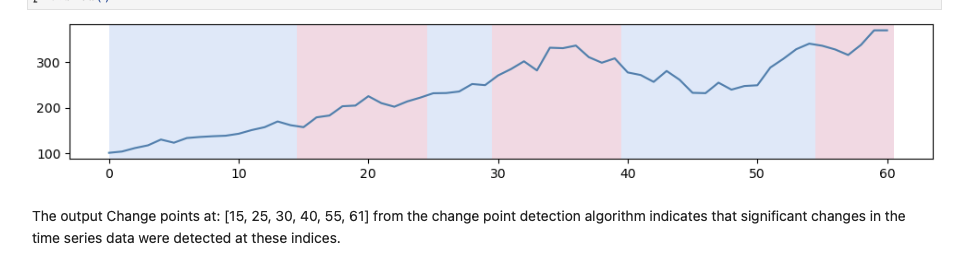 300
200
100
0 10 20 30 40 50 60
The output Change points at: [15, 25, 30, 40, 55, 61] from the change point detection algorithm indicates that significant changes in the
time series data were detected at these indices.